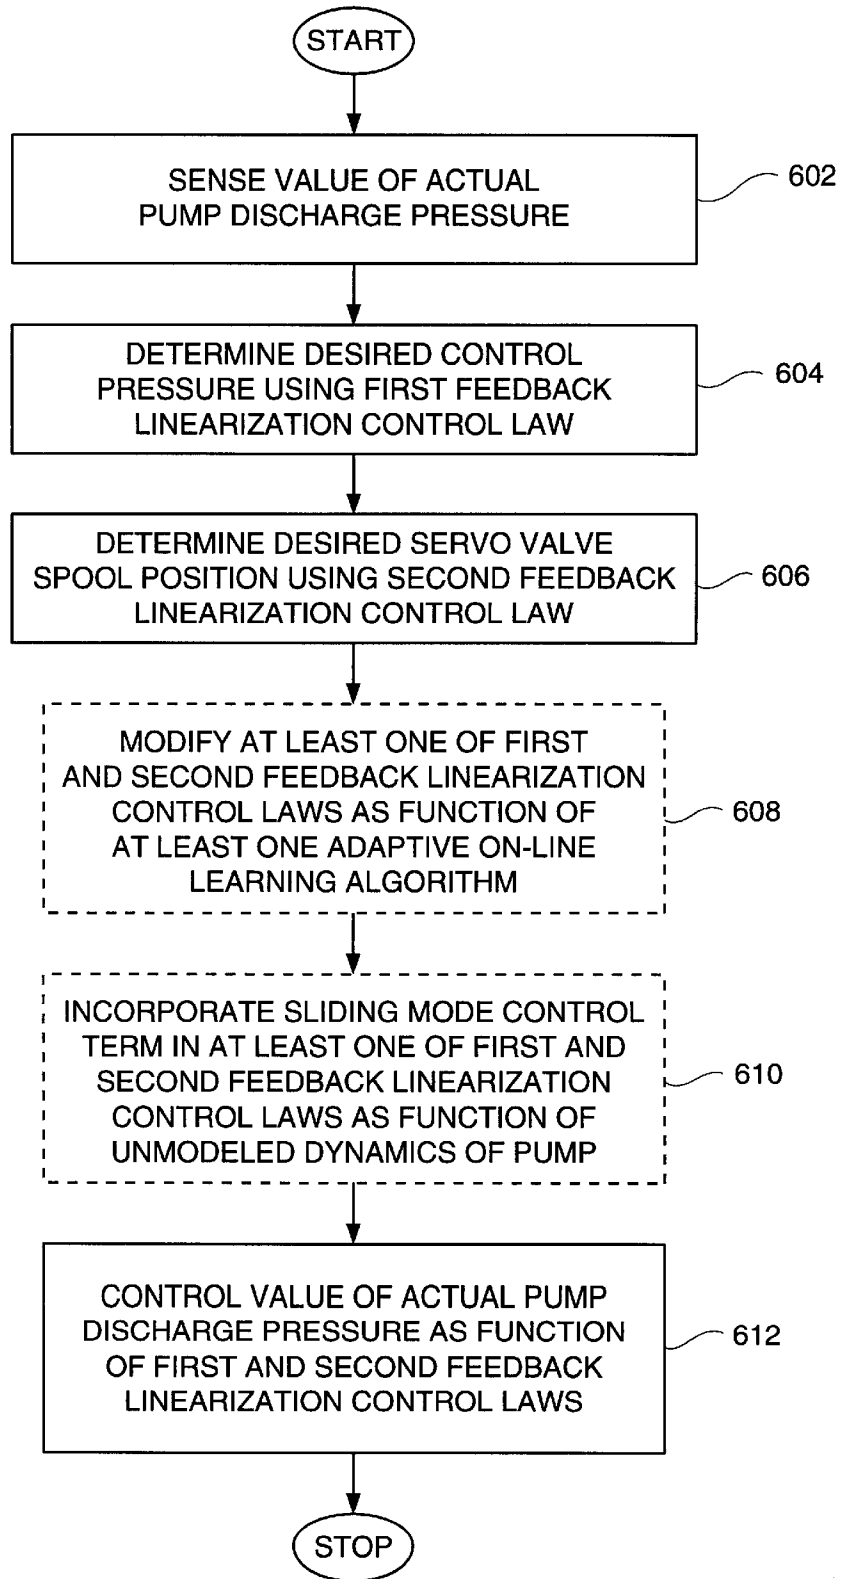 START
SENSE VALUE OF ACTUAL
PUMP DISCHARGE PRESSURE
602
DETERMINE DESIRED CONTROL
PRESSURE USING FIRST FEEDBACK
LINEARIZATION CONTROL LAW
604
DETERMINE DESIRED SERVO VALVE
SPOOL POSITION USING SECOND FEEDBACK
LINEARIZATION CONTROL LAW
606
MODIFY AT LEAST ONE OF FIRST
AND SECOND FEEDBACK LINEARIZATION
CONTROL LAWS AS FUNCTION OF
AT LEAST ONE ADAPTIVE ON-LINE
LEARNING ALGORITHM
608
INCORPORATE SLIDING MODE CONTROL
TERM IN AT LEAST ONE OF FIRST AND
SECOND FEEDBACK LINEARIZATION
CONTROL LAWS AS FUNCTION OF
UNMODELED DYNAMICS OF PUMP
610
CONTROL VALUE OF ACTUAL PUMP
DISCHARGE PRESSURE AS FUNCTION
OF FIRST AND SECOND FEEDBACK
LINEARIZATION CONTROL LAWS
612
STOP